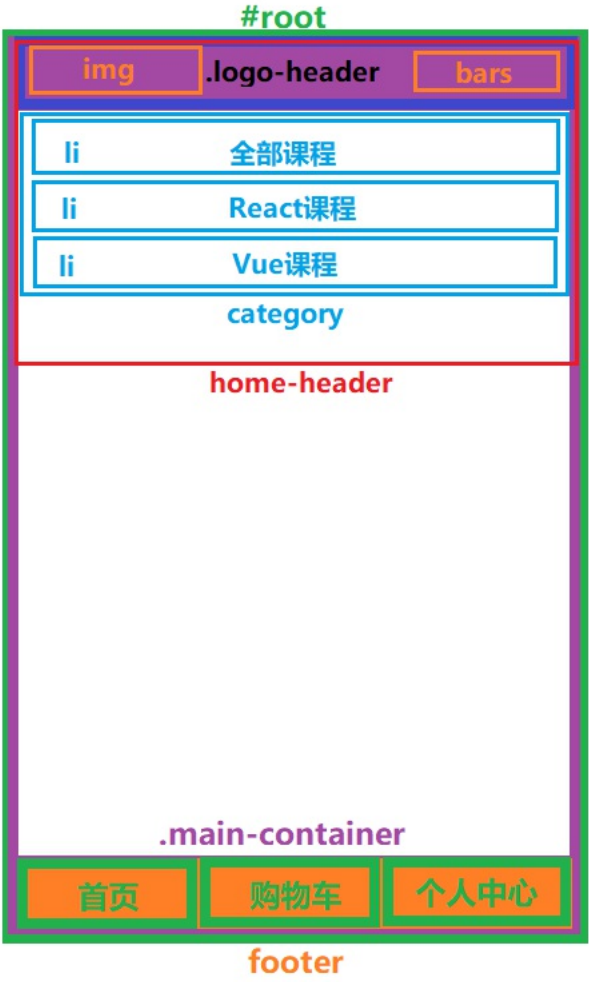 #root
img .logo-header bars
li 全部课程
li React课程
li Vue课程
category
home-header
.main-container
首页 购物车 个人中心
footer